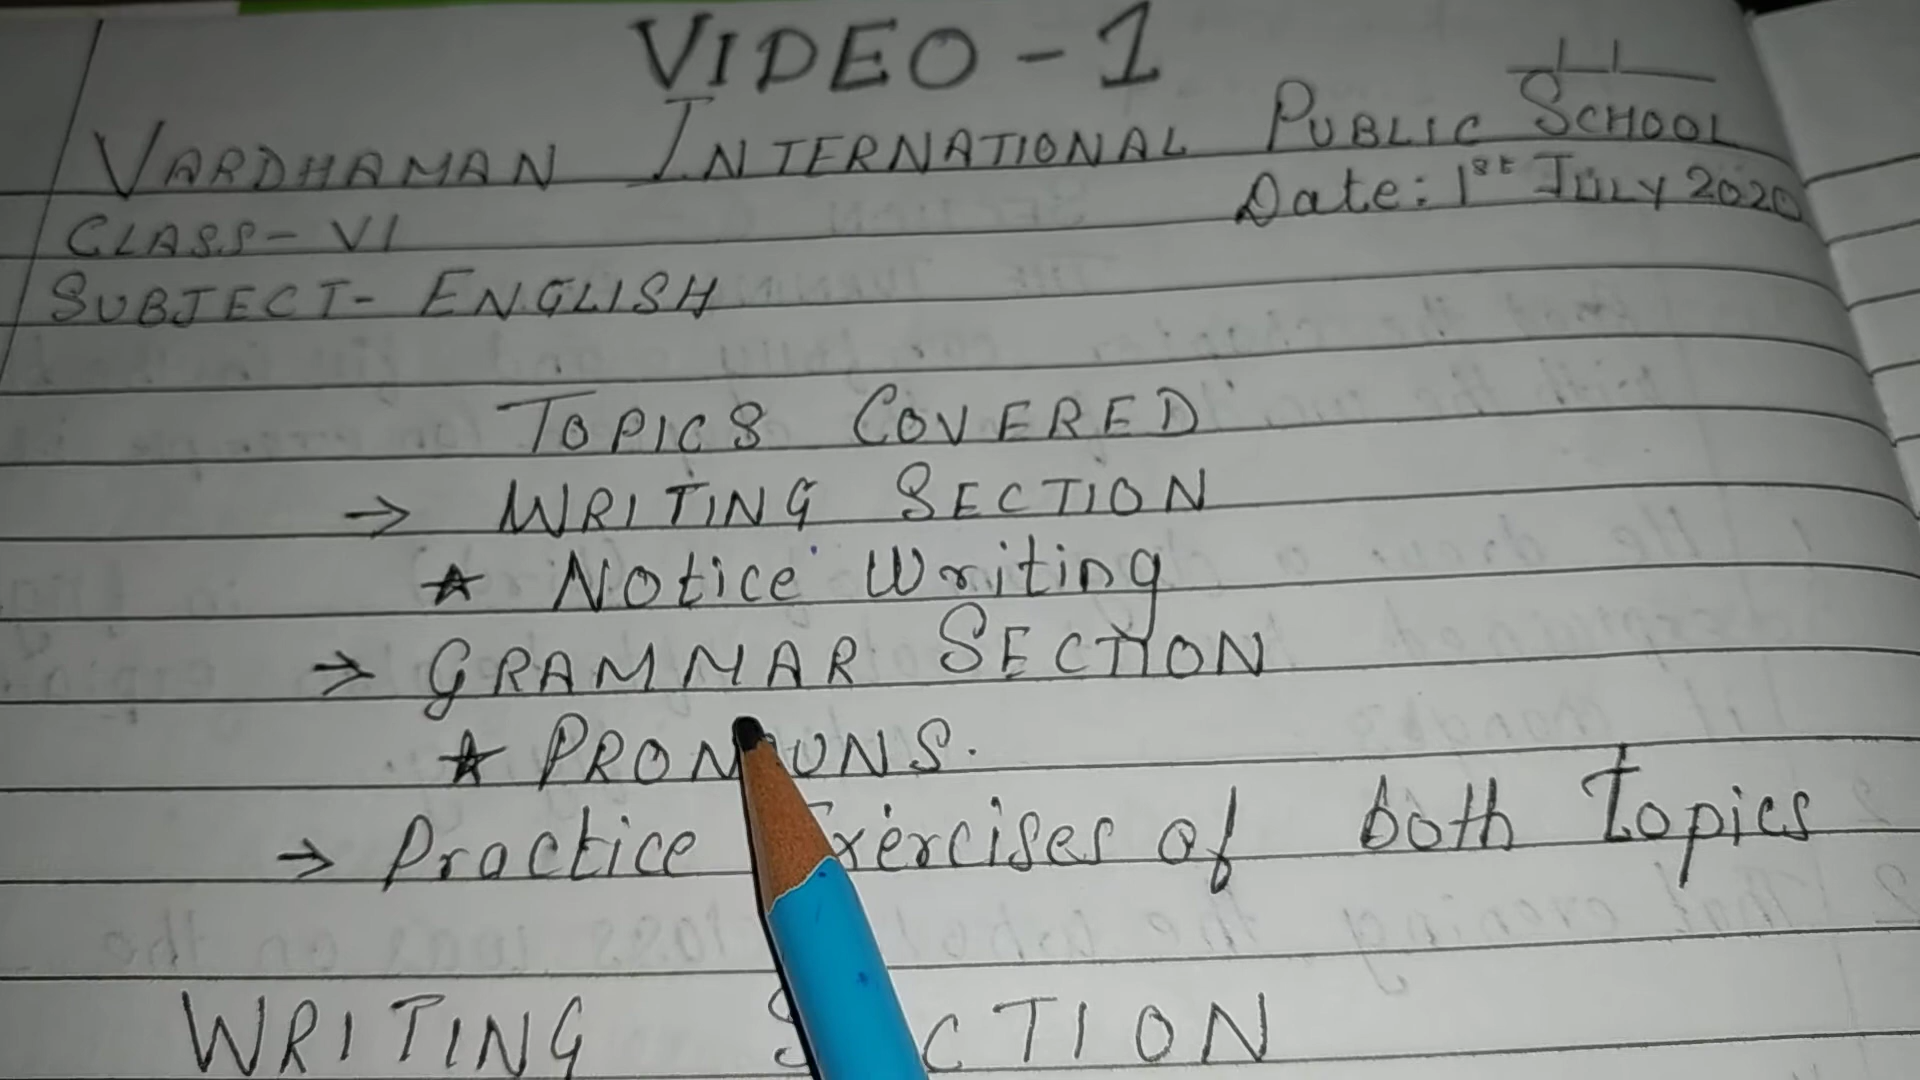 VIDEO - 1
VARDHAMAN INTERNATIONAL PUBLIC SCHOOL
Date: 1st JULY 2020
CLASS - VI
SUBJECT - ENGLISH
TOPICS COVERED
→ WRITING SECTION
★ Notice Writing
→ GRAMMAR SECTION
★ PRONOUNS.
→ Practice Exercises of both topics
WRITING SECTION